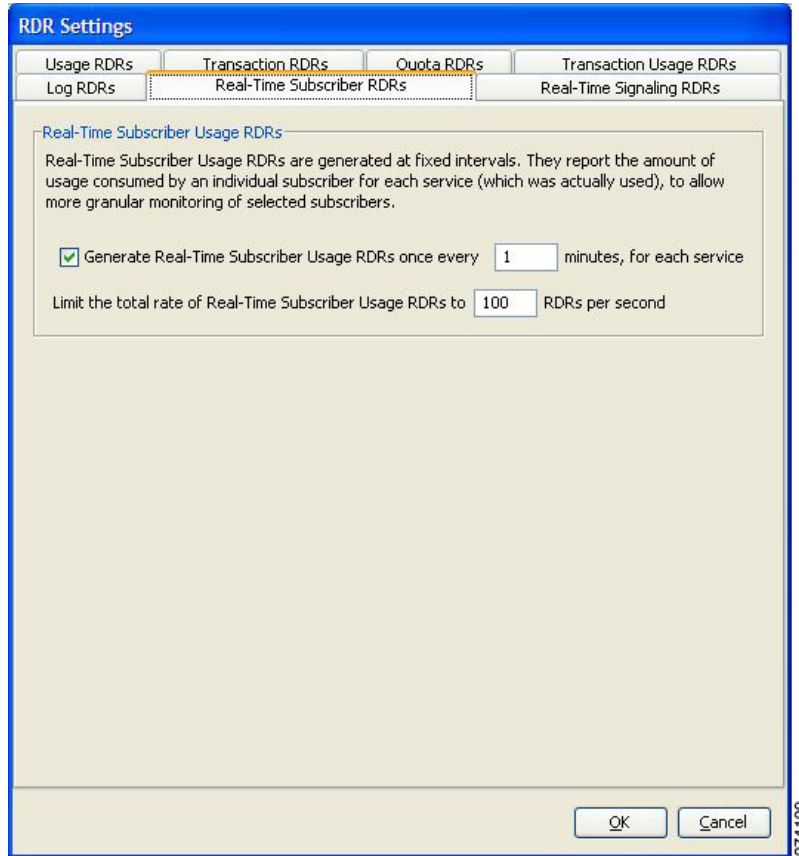 RDR Settings
Usage RDRs
Transaction RDRs
Quota RDRs
Transaction Usage RDRs
Log RDRs
Real-Time Subscriber RDRs
Real-Time Signaling RDRs
Real-Time Subscriber Usage RDRs
Real-Time Subscriber Usage RDRs are generated at fixed intervals. They report the amount of
usage consumed by an individual subscriber for each service (which was actually used), to allow
more granular monitoring of selected subscribers.
Generate Real-Time Subscriber Usage RDRs once every 1 minutes, for each service
Limit the total rate of Real-Time Subscriber Usage RDRs to 100 RDRs per second
OK
Cancel